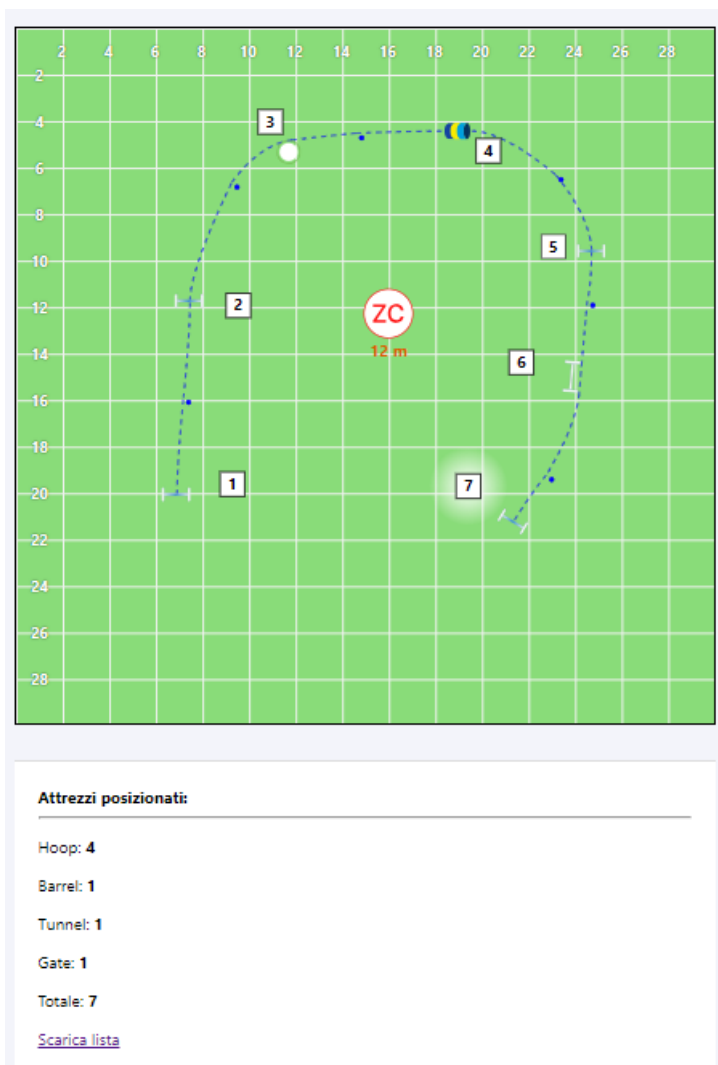 2 4 6 8 10 12 14 16 18 20 22 24 26 28
2
4
3
4
6
8
5
10
2
12
ZC
12 m
14
6
16
18
1
7
20
22
24
26
28
Attrezzi posizionati:
Hoop: 4
Barrel: 1
Tunnel: 1
Gate: 1
Totale: 7
Scarica lista